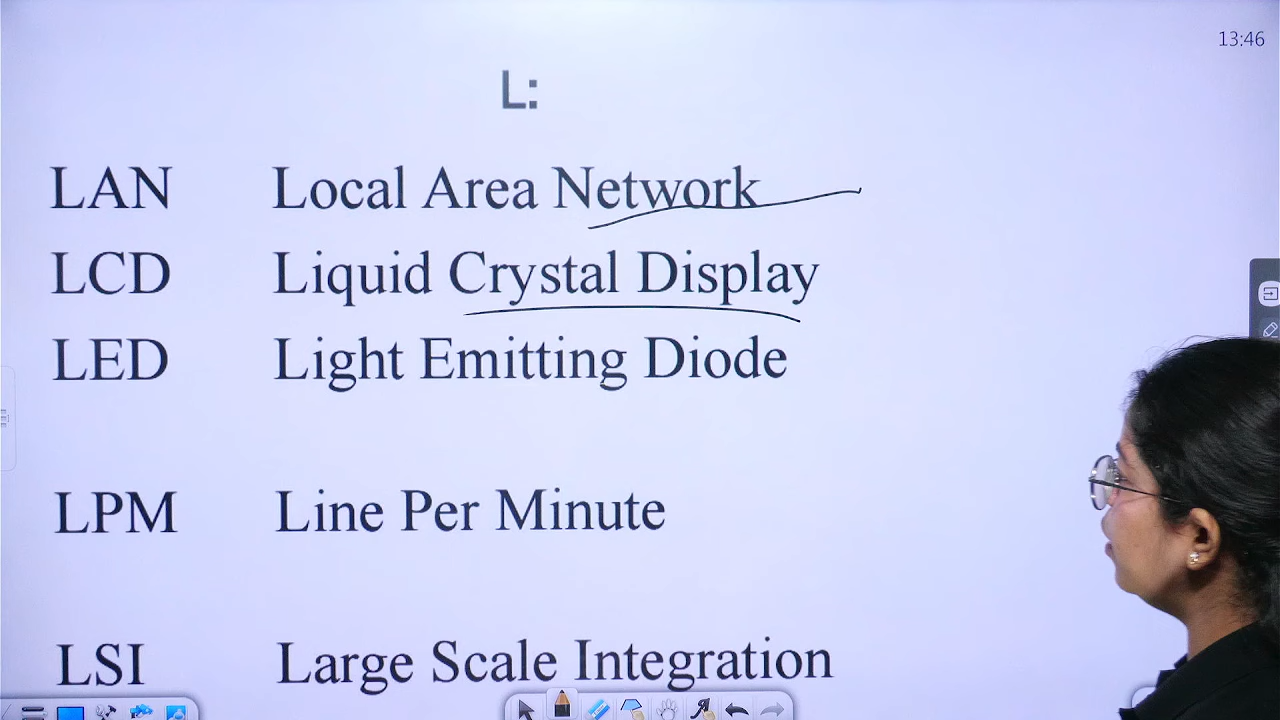 13:46
L:
LAN Local Area Network
LCD Liquid Crystal Display
LED Light Emitting Diode
LPM Line Per Minute
LSI Large Scale Integration